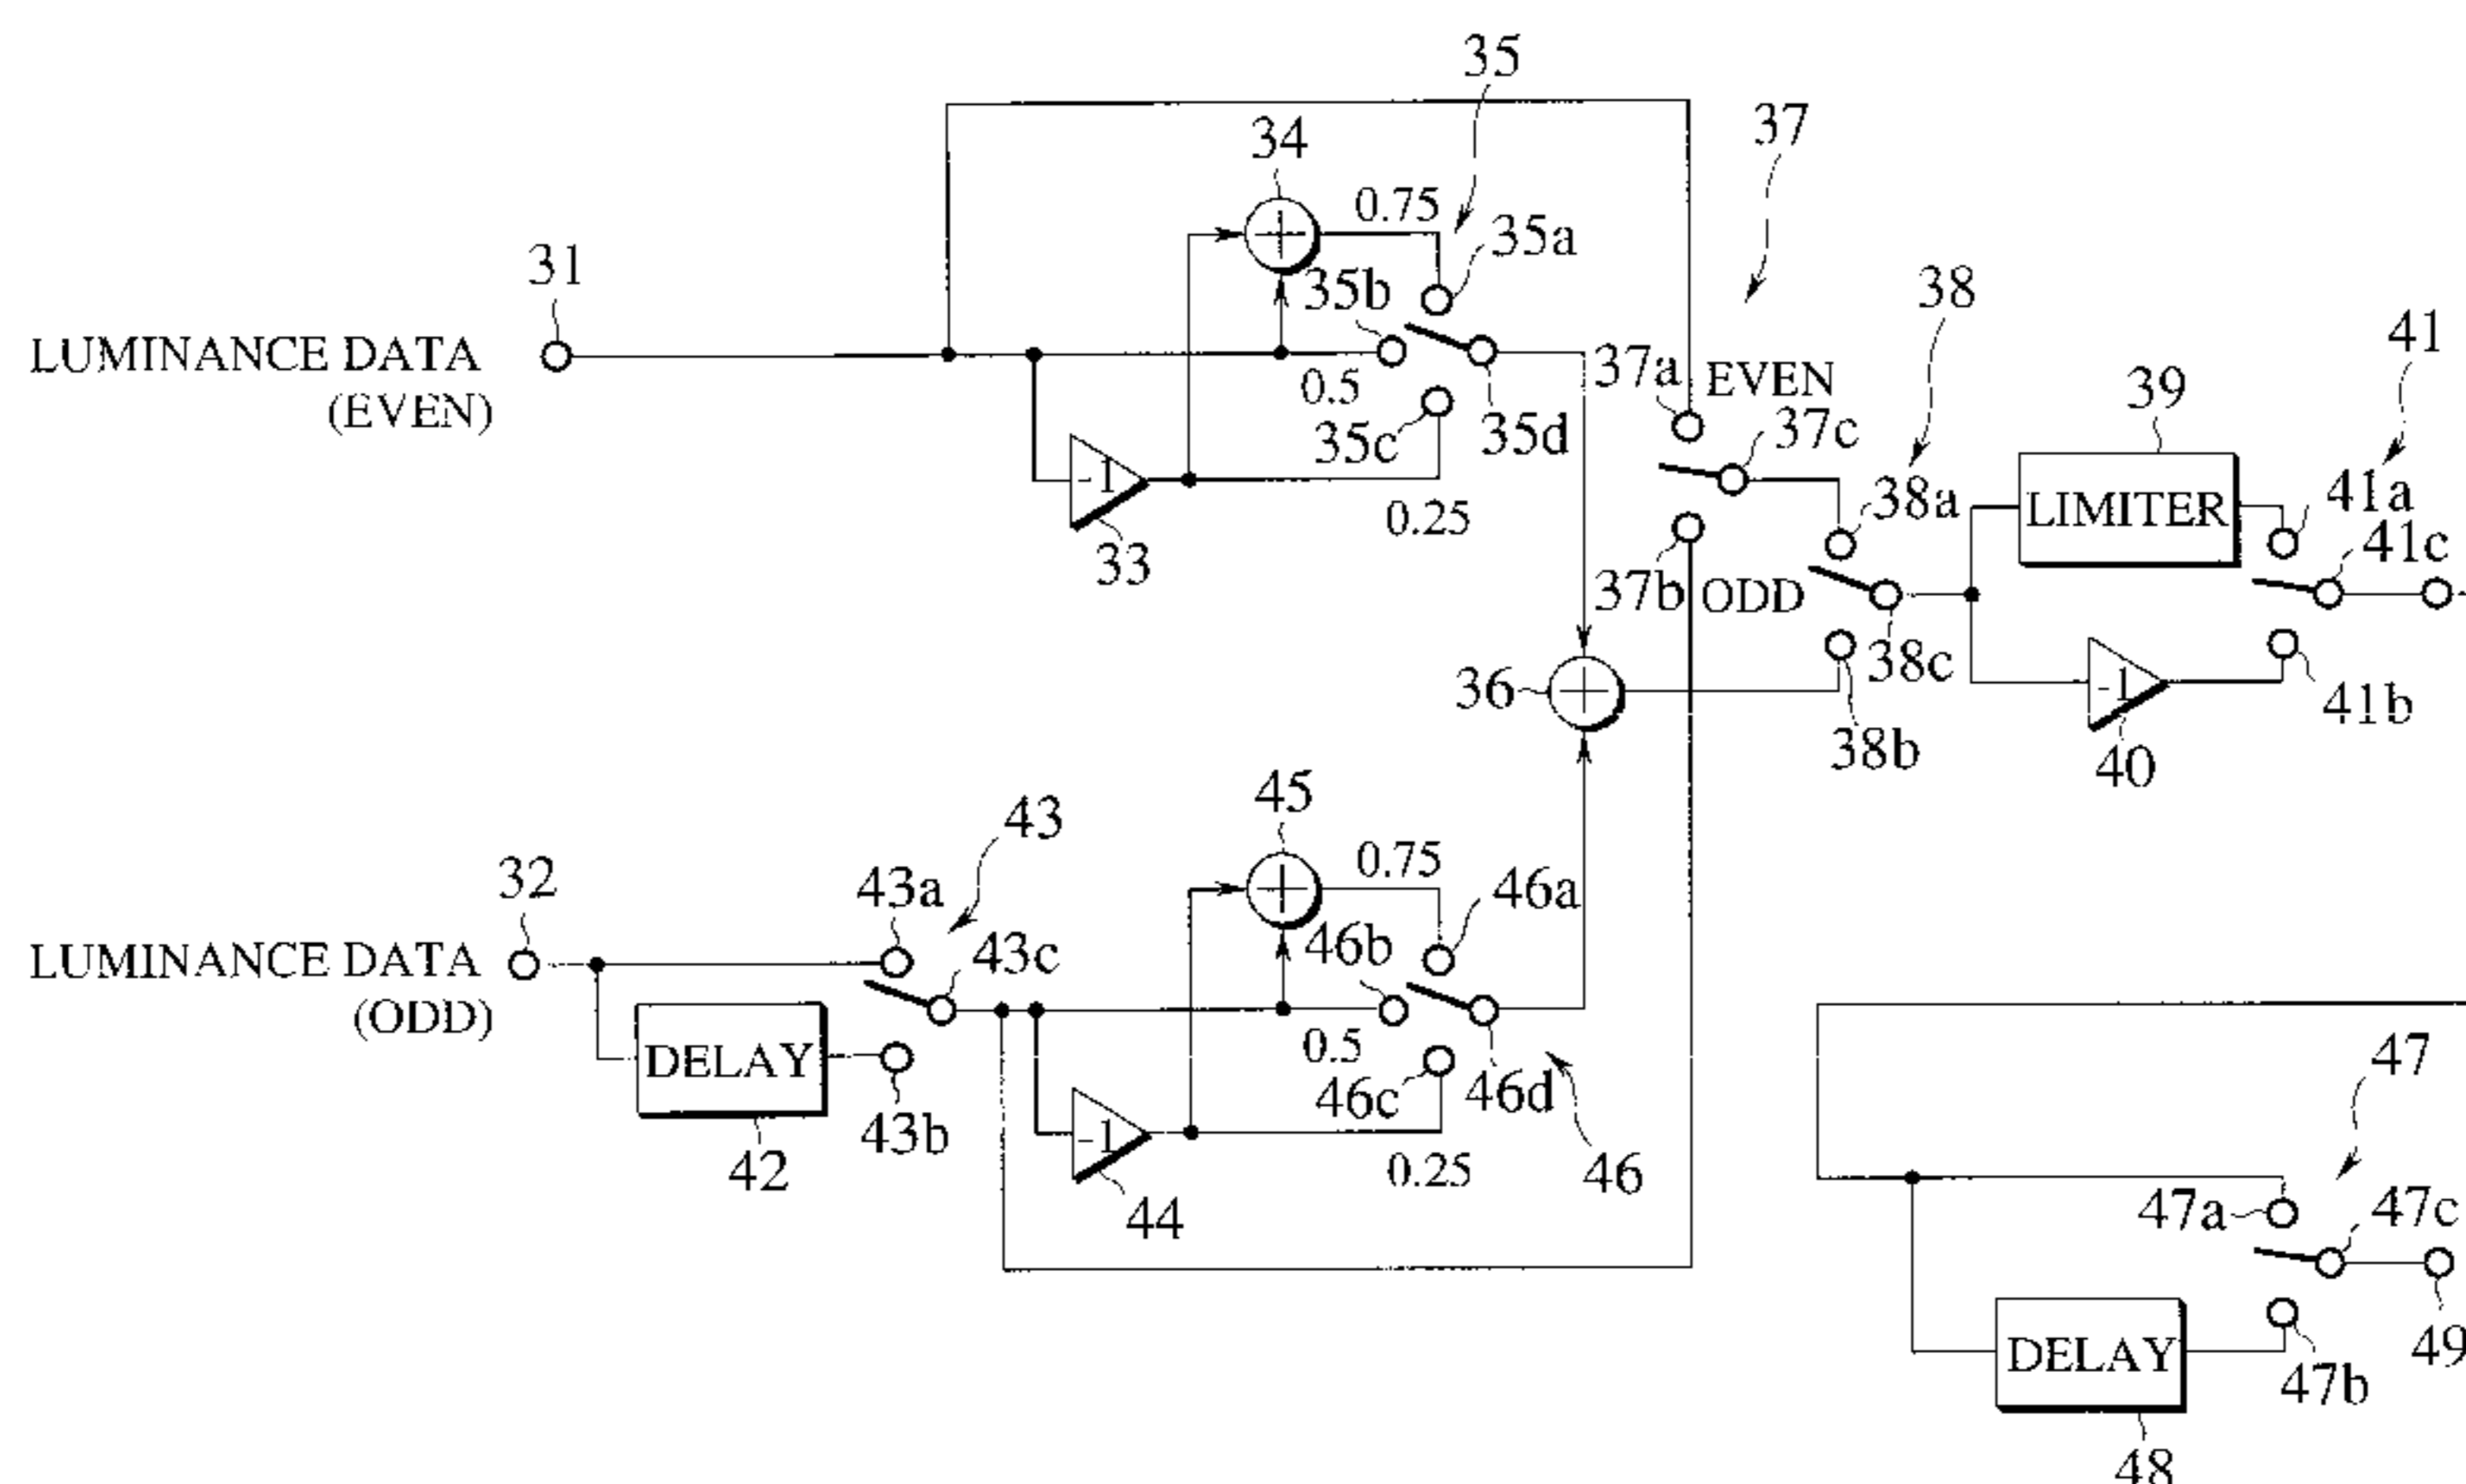 35
37
34
0.75
35a
31
35b
38
41
LUMINANCE DATA
(EVEN)
0.5
37a EVEN
39
35c
35d
37c
-1
0.25
38a
LIMITER
41a
41c
33
37b ODD
38c
36
-1
41b
38b
40
45
43
0.75
32
43a
46a
46b
LUMINANCE DATA
(ODD)
43c
0.5
DELAY
47
46c
46d
43b
-1
42
0.25
46
44
47a
47c
DELAY
47b
49
48